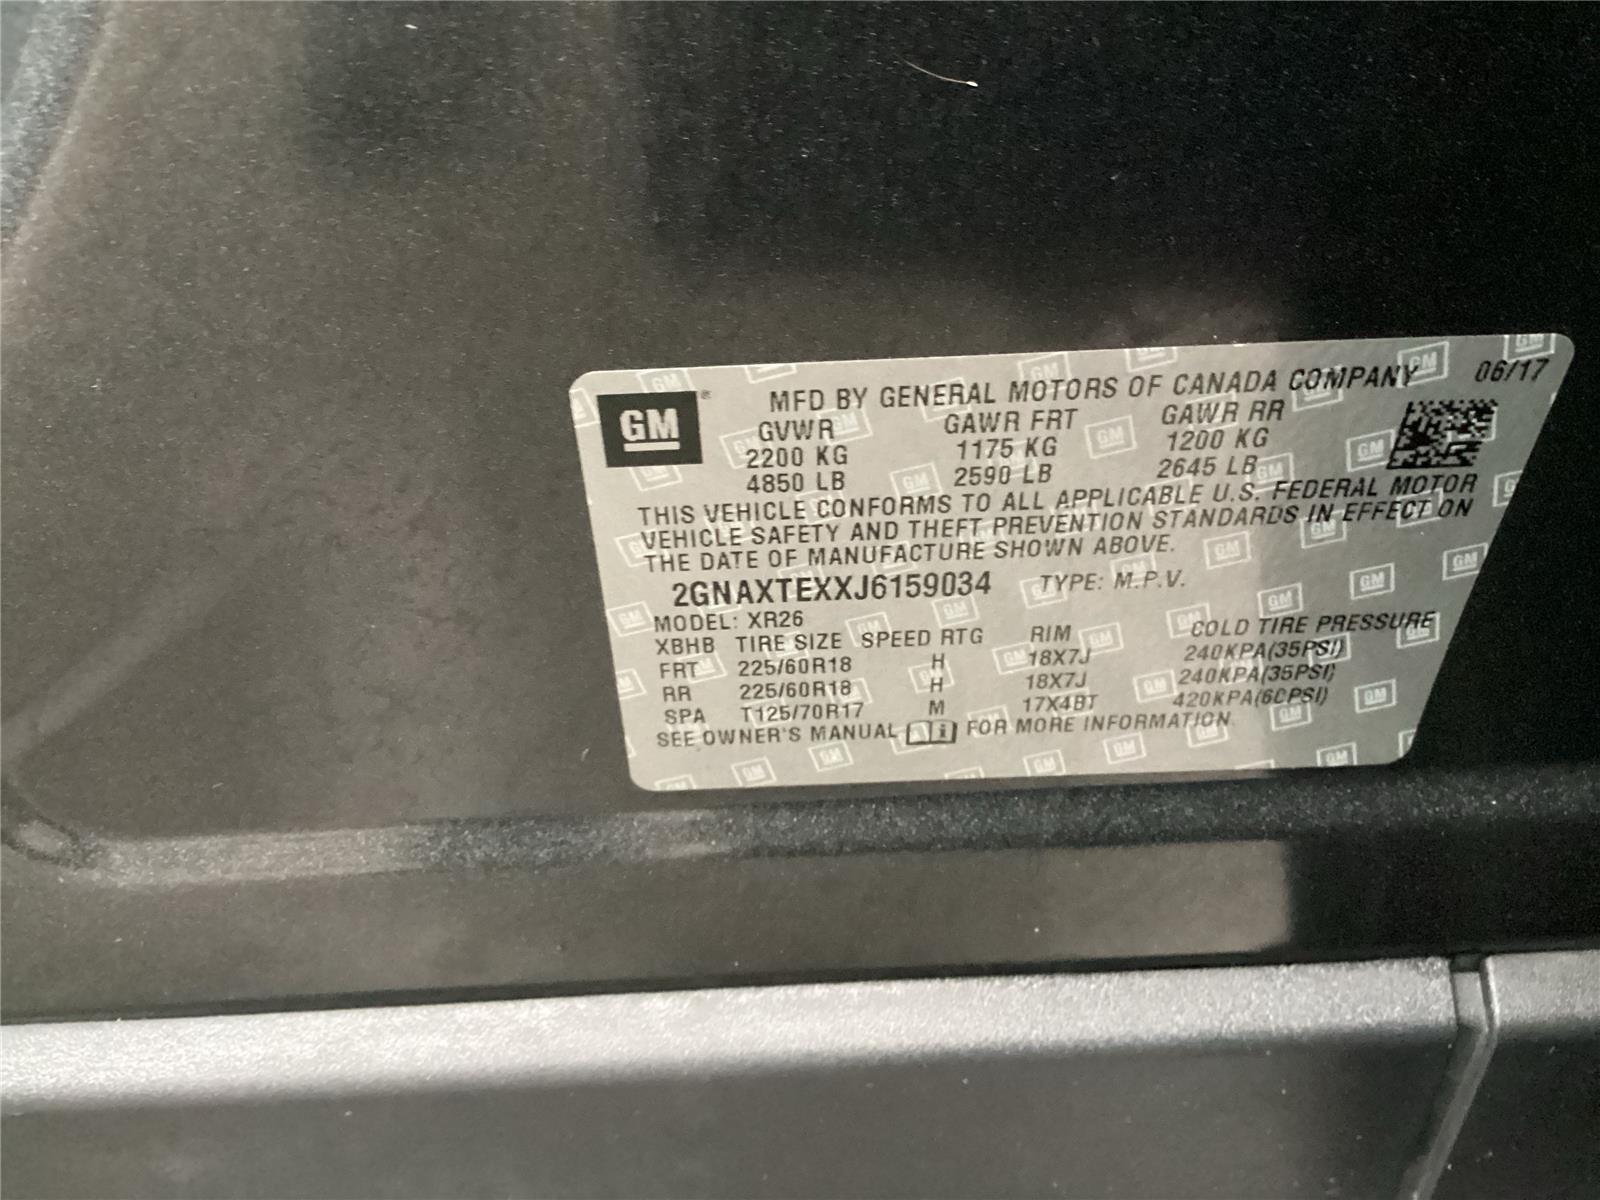 GM
MFD BY GENERAL MOTORS OF CANADA COMPANY 06/17
GVWR GAWR FRT GAWR RR
2200 KG 1175 KG 1200 KG
4850 LB 2590 LB 2645 LB
THIS VEHICLE CONFORMS TO ALL APPLICABLE U.S. FEDERAL MOTOR
VEHICLE SAFETY AND THEFT PREVENTION STANDARDS IN EFFECT ON
THE DATE OF MANUFACTURE SHOWN ABOVE.
2GNAXTEXXJ6159034 TYPE: M.P.V.
MODEL: XR26
XBHB TIRE SIZE SPEED RTG RIM COLD TIRE PRESSURE
FRT 225/60R18 H 18X7J 240KPA(35PSI)
RR 225/60R18 H 18X7J 240KPA(35PSI)
SPA T125/70R17 M 17X4BT 420KPA(60PSI)
SEE OWNER'S MANUAL FOR MORE INFORMATION.